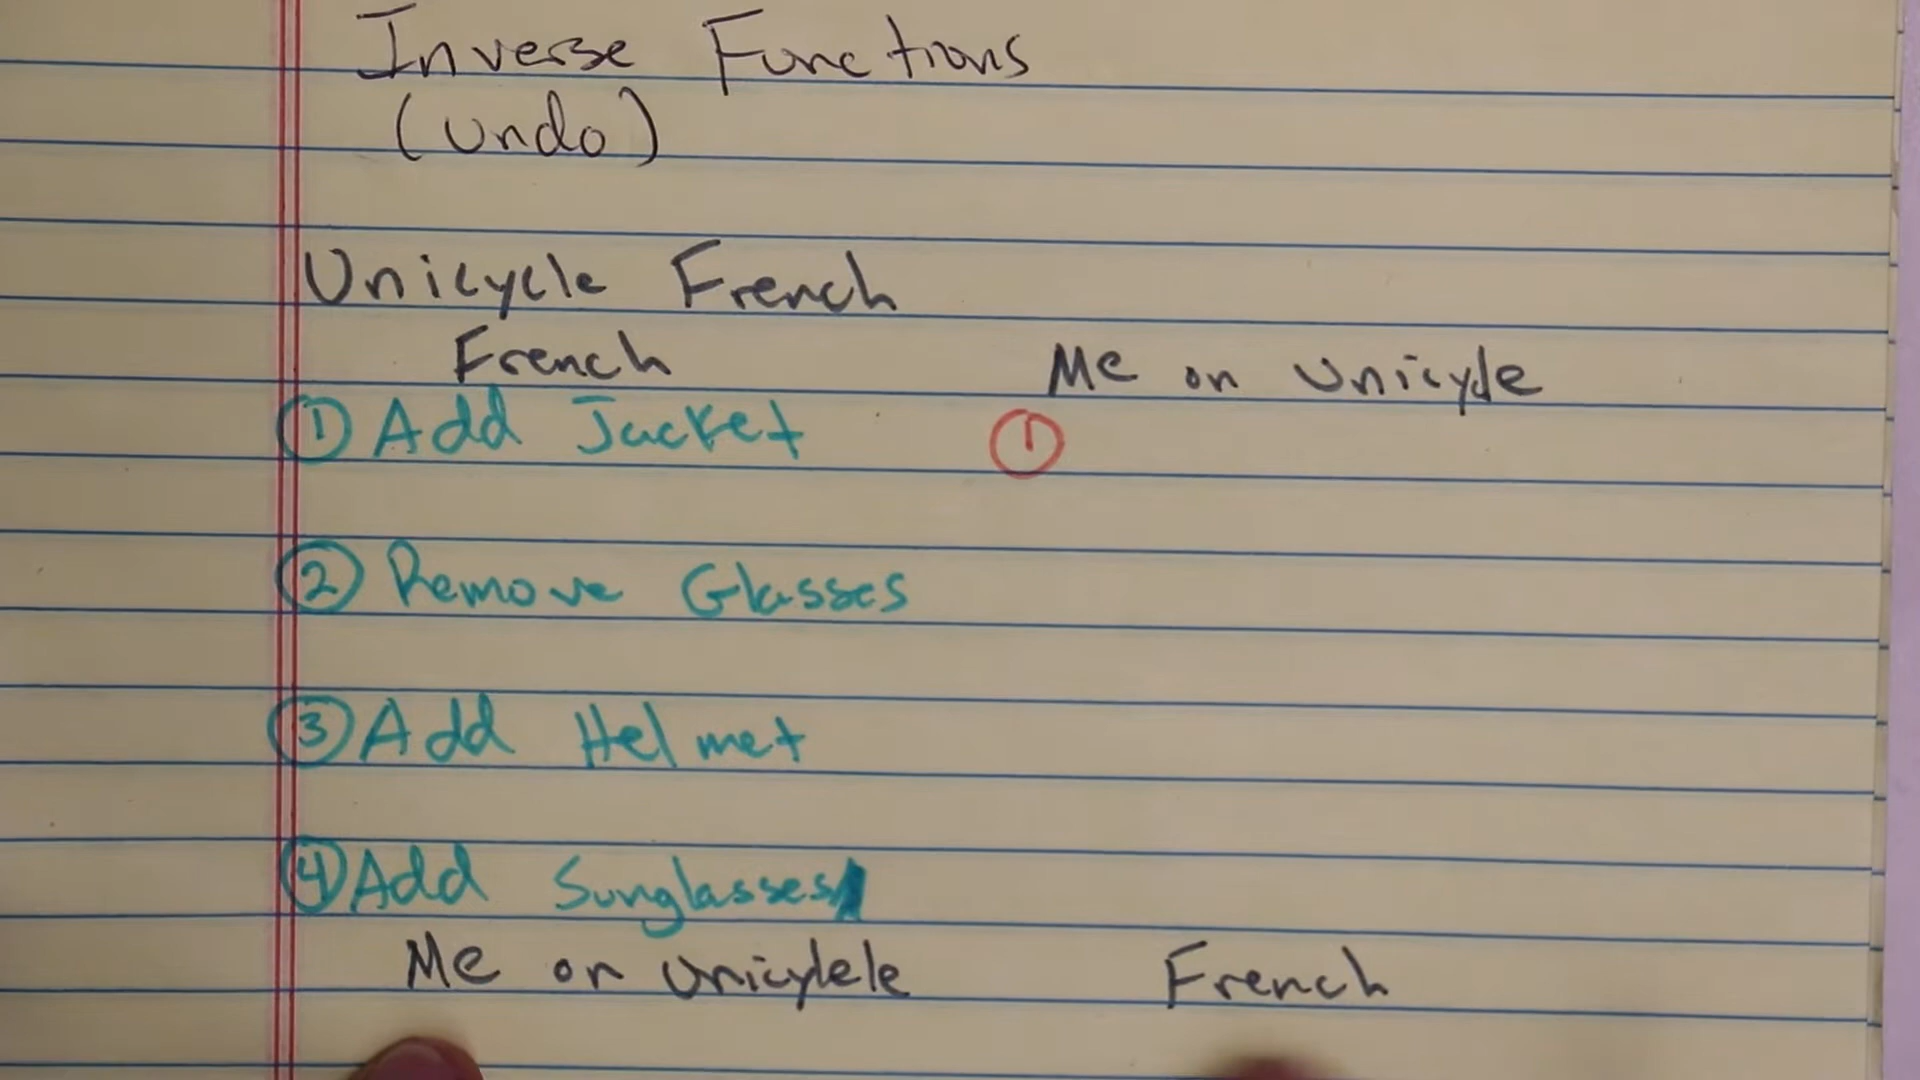 Inverse Functions
(Undo)
Unicycle French
French
Me on Unicyle
① Add Jacket
①
② Remove Glasses
③ Add Helmet
④ Add Sunglasses
Me on Unicylele
French